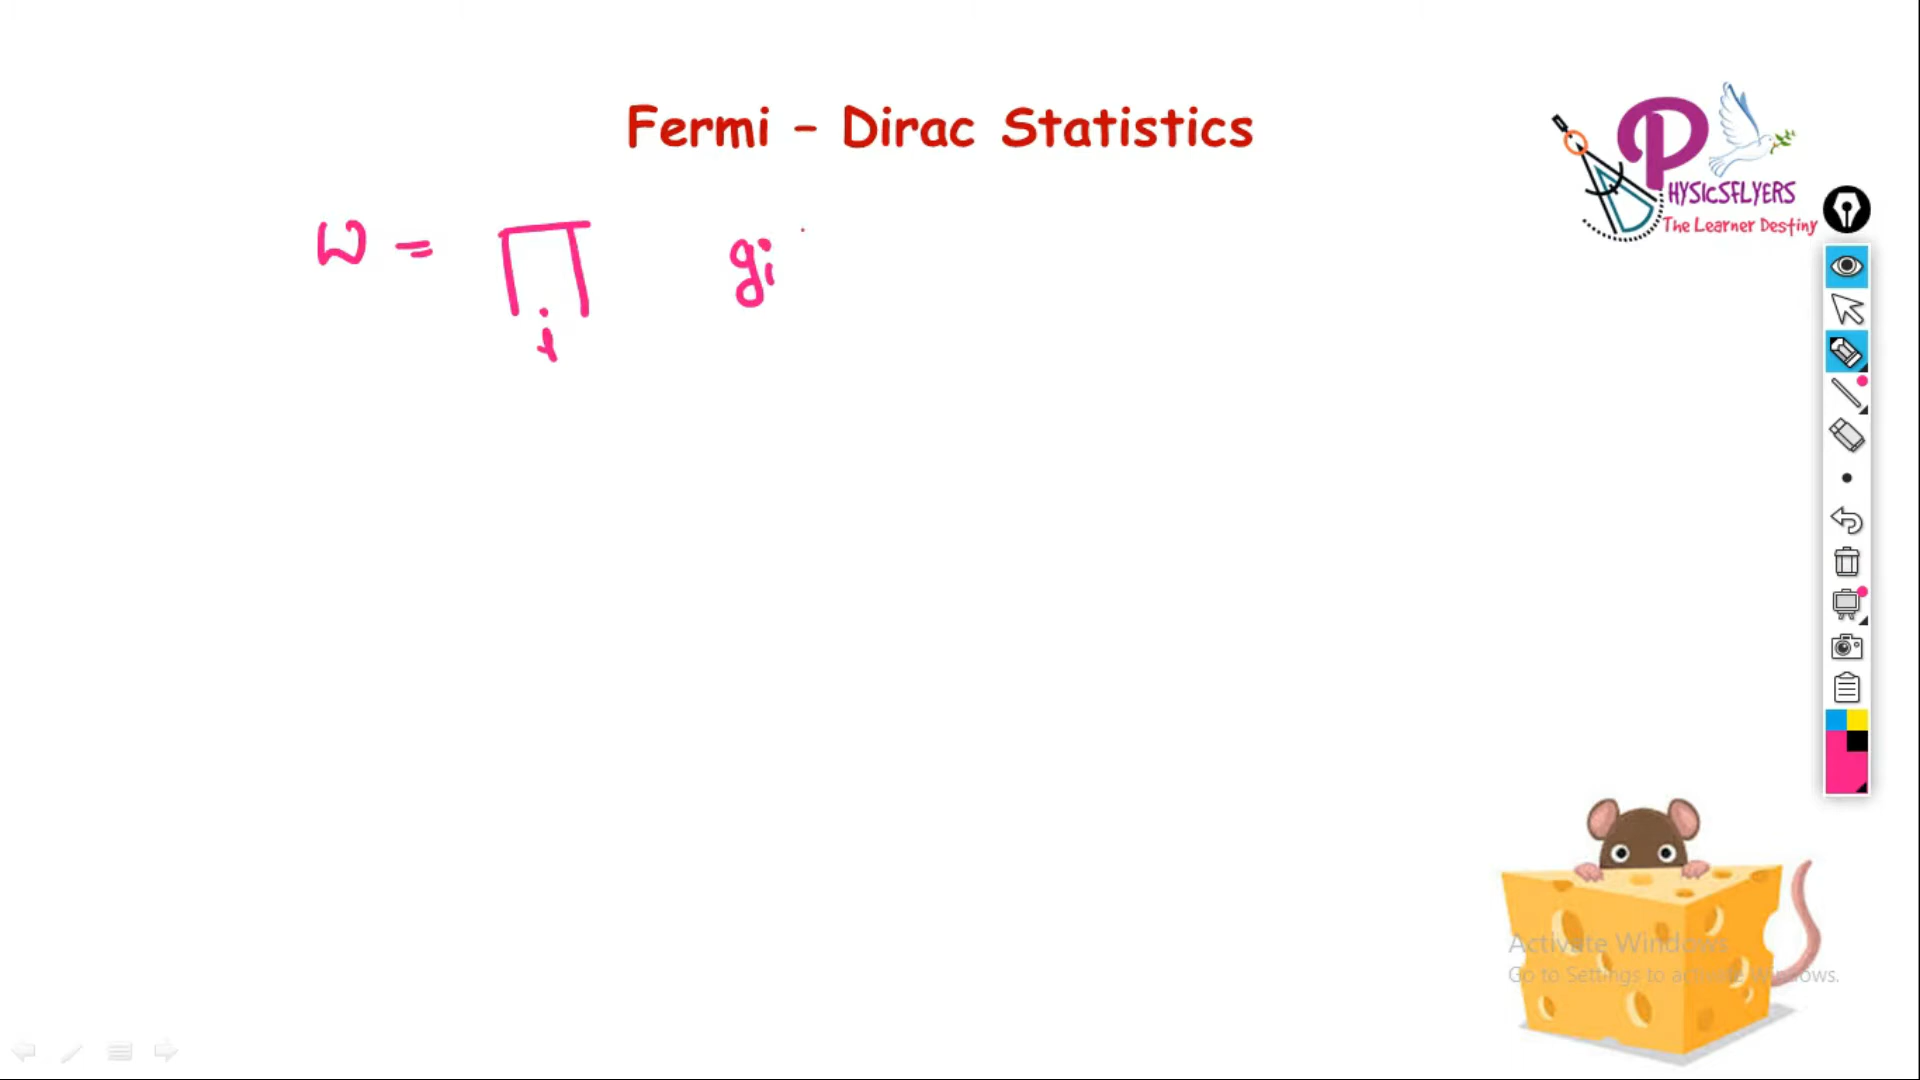 Fermi - Dirac Statistics
PHYSICSFLYERS
The Learner Destiny
W = ∏ gi
i
Activate Windows
Go to Settings to activate Windows.